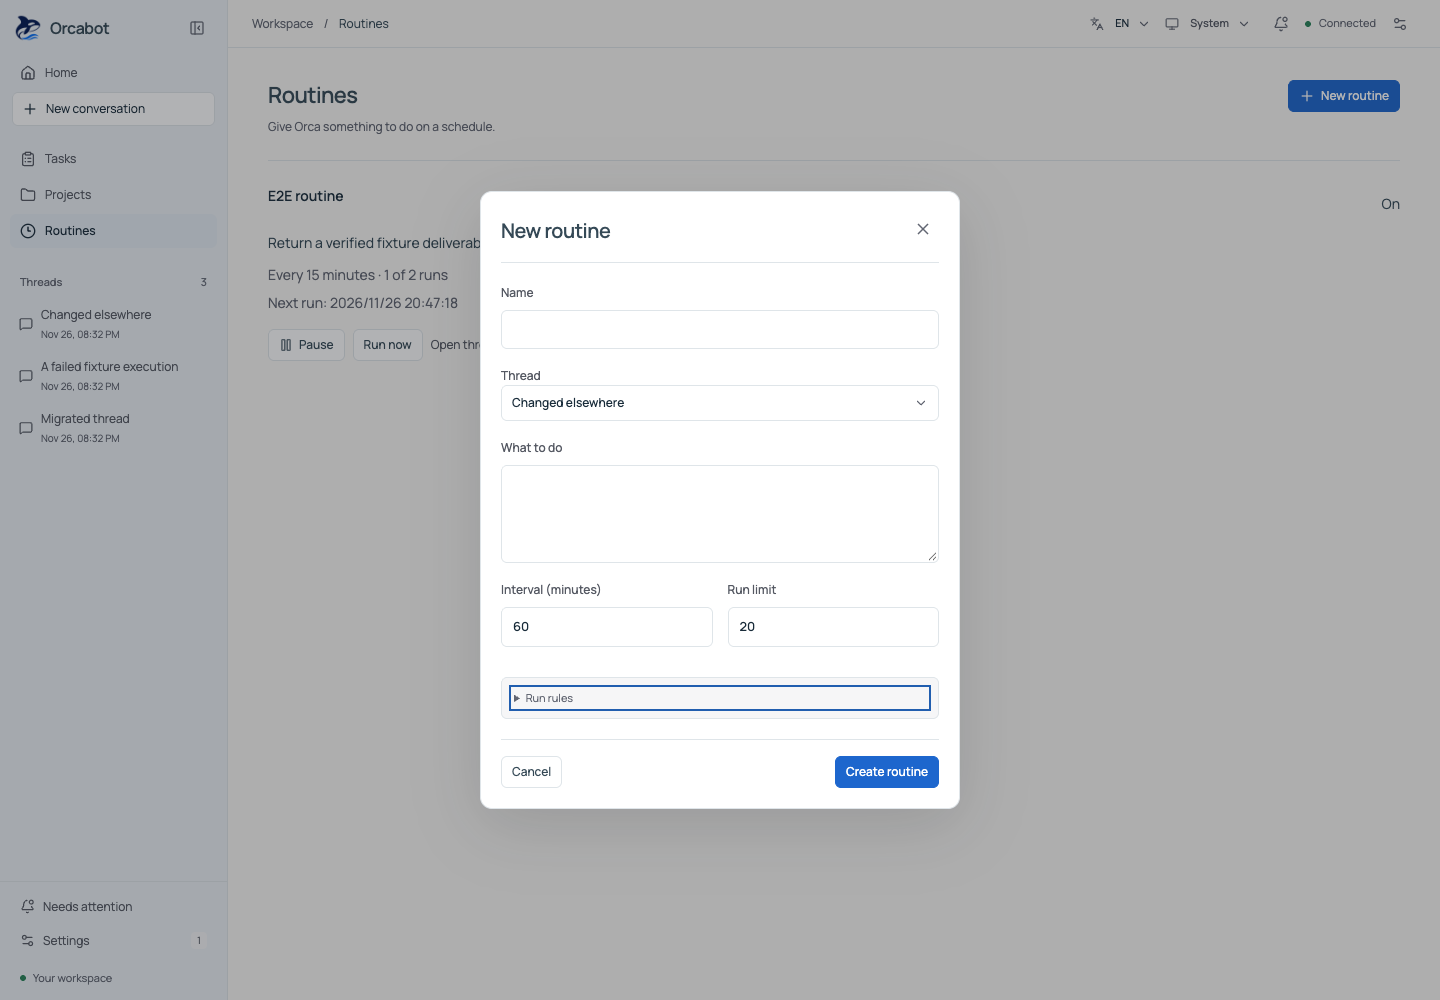 Orcabot
Home
New conversation
Tasks
Projects
Routines
Threads 3
Changed elsewhere
Nov 26, 08:32 PM
A failed fixture execution
Nov 26, 08:32 PM
Migrated thread
Nov 26, 08:32 PM
Needs attention
Settings 1
Your workspace
Workspace / Routines
EN System Connected
Routines
Give Orca something to do on a schedule.
New routine
E2E routine
On
Return a verified fixture deliverab
Every 15 minutes · 1 of 2 runs
Next run: 2026/11/26 20:47:18
Pause Run now Open thr
New routine
Name
Thread
Changed elsewhere
What to do
Interval (minutes) Run limit
60 20
Run rules
Cancel Create routine